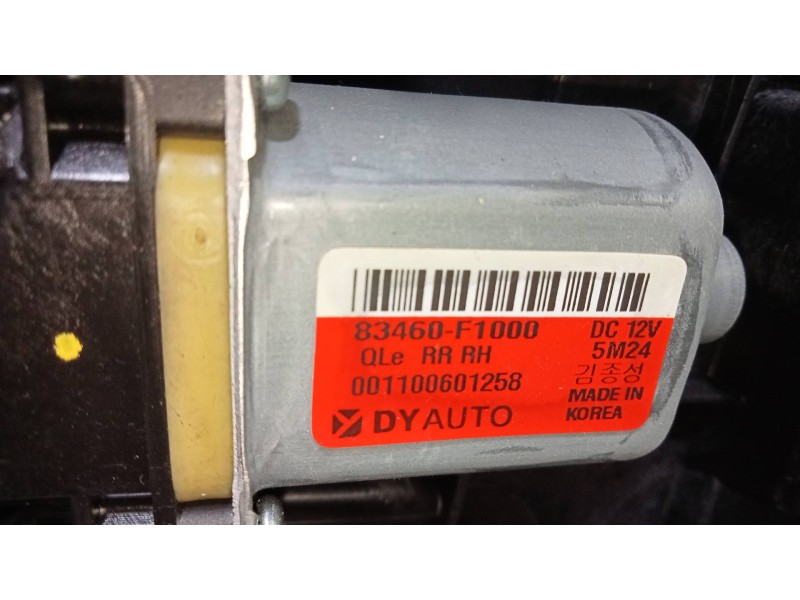 83460-F1000 DC 12V
QLe RR RH 5M24
001100601258 김종성
DYAUTO MADE IN
KOREA